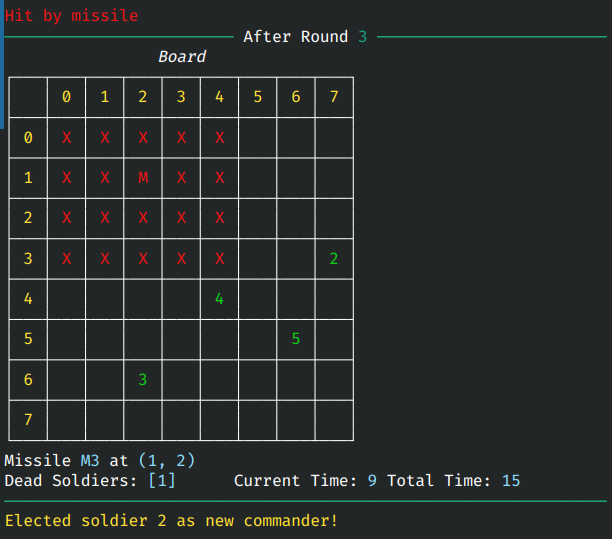 Hit by missile
After Round 3
Board
0 1 2 3 4 5 6 7
0 X X X X X
1 X X M X X
2 X X X X X
3 X X X X X 2
4 4
5 5
6 3
7
Missile M3 at (1, 2)
Dead Soldiers: [1] Current Time: 9 Total Time: 15
Elected soldier 2 as new commander!